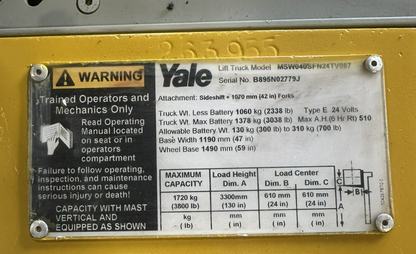 233955
WARNING
Trained Operators and
Mechanics Only
Read Operating
Manual located
on seat or in
operators
compartment
Failure to follow operating,
inspection, and maintenance
instructions can cause
serious injury or death!
CAPACITY WITH MAST
VERTICAL AND
EQUIPPED AS SHOWN
Yale
Lift Truck Model MSW040SFN24TV087
Serial No. B895N02779J
Attachment: Sideshift + 1070 mm (42 in) Forks
Truck Wt. Less Battery 1060 kg (2338 lb) Type E 24 Volts
Truck Wt. Max Battery 1378 kg (3038 lb) Max A.H.(6 Hr Rt) 510
Allowable Battery Wt. 130 kg (300 lb) to 310 kg (700 lb)
Base Width 1190 mm (47 in)
Wheel Base 1490 mm (59 in)
MAXIMUM CAPACITY Load Height Dim. A Load Center Dim. B Dim. C
1720 kg (3800 lb) 3300mm (130 in) 610 mm (24 in) 610 mm (24 in)
kg ( lb) mm (in) mm (in) mm (in)
C
B
A